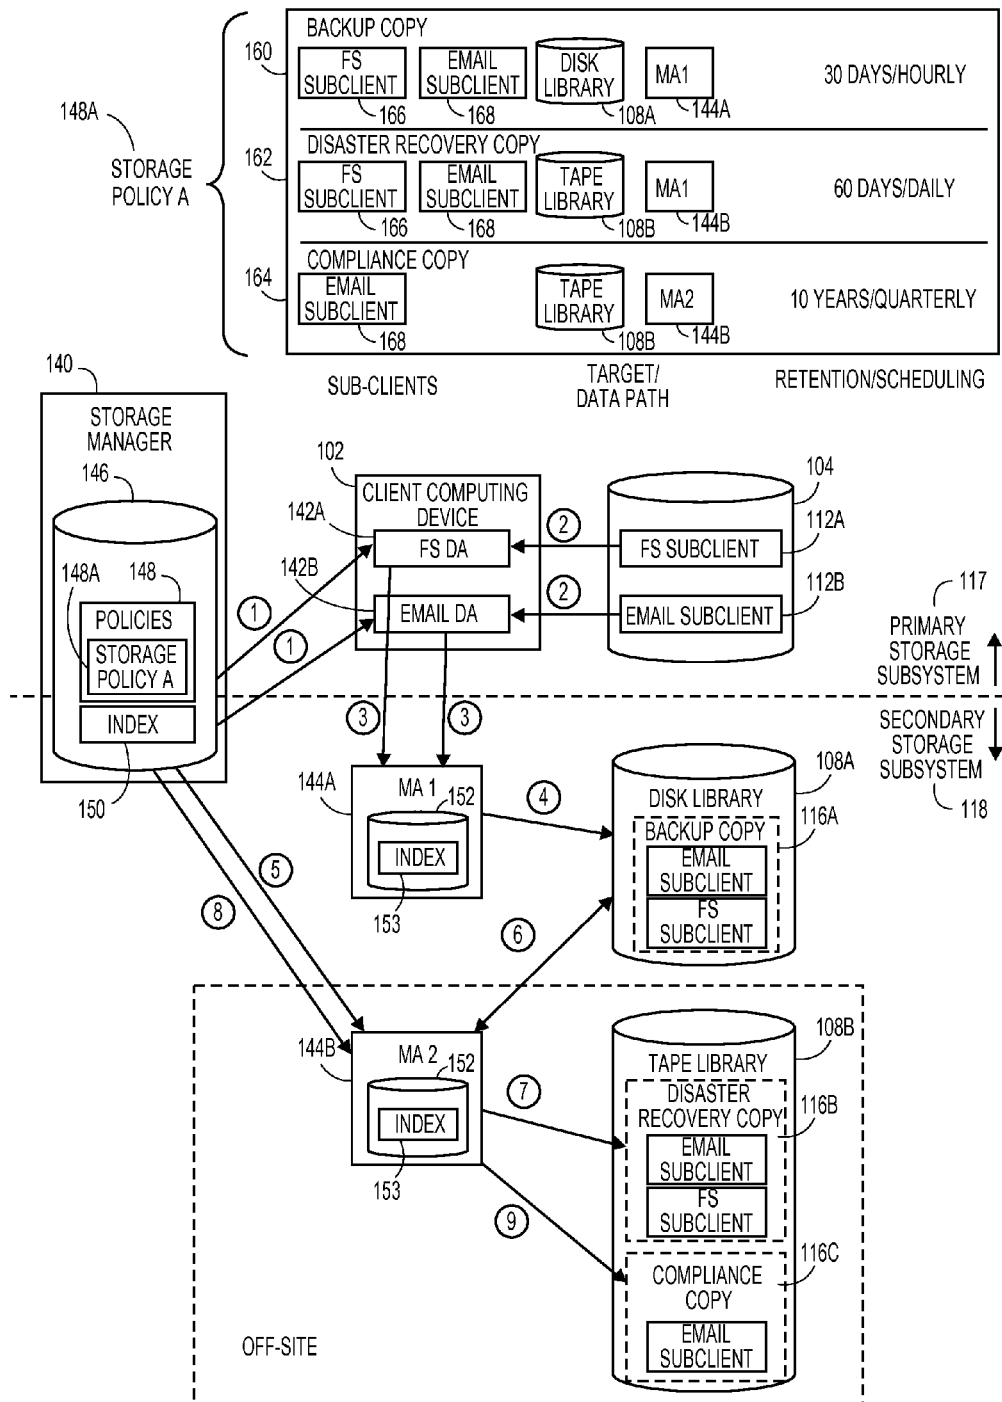 BACKUP COPY
160
FS SUBCLIENT
166
EMAIL SUBCLIENT
168
DISK LIBRARY
108A
MA1
144A
30 DAYS/HOURLY
148A
STORAGE POLICY A
DISASTER RECOVERY COPY
162
FS SUBCLIENT
166
EMAIL SUBCLIENT
168
TAPE LIBRARY
108B
MA1
144B
60 DAYS/DAILY
COMPLIANCE COPY
164
EMAIL SUBCLIENT
168
TAPE LIBRARY
108B
MA2
144B
10 YEARS/QUARTERLY
SUB-CLIENTS
TARGET/
DATA PATH
RETENTION/SCHEDULING
140
STORAGE
MANAGER
146
148A
148
POLICIES
STORAGE
POLICY A
INDEX
150
102
CLIENT COMPUTING
DEVICE
142A
FS DA
142B
EMAIL DA
104
FS SUBCLIENT
112A
EMAIL SUBCLIENT
112B
1
1
2
2
117
PRIMARY
STORAGE
SUBSYSTEM
SECONDARY
STORAGE
SUBSYSTEM
118
3
3
144A
MA 1
152
INDEX
153
4
108A
DISK LIBRARY
BACKUP COPY
116A
EMAIL
SUBCLIENT
FS
SUBCLIENT
5
8
6
144B
MA 2
152
INDEX
153
7
9
108B
TAPE LIBRARY
DISASTER
RECOVERY COPY
116B
EMAIL
SUBCLIENT
FS
SUBCLIENT
116C
COMPLIANCE
COPY
EMAIL
SUBCLIENT
OFF-SITE